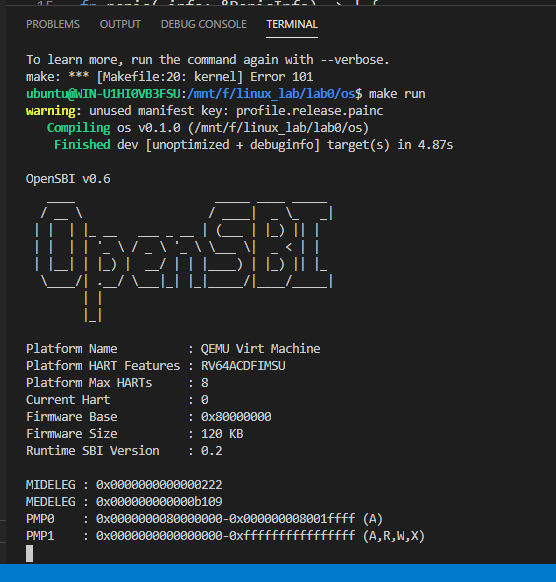 15 fn panic(_info: &PanicInfo) -> ! {
PROBLEMS OUTPUT DEBUG CONSOLE TERMINAL
To learn more, run the command again with --verbose.
make: *** [Makefile:20: kernel] Error 101
ubuntu@WIN-U1HI0VB3FSU:/mnt/f/linux_lab/lab0/os$ make run
warning: unused manifest key: profile.release.painc
   Compiling os v0.1.0 (/mnt/f/linux_lab/lab0/os)
    Finished dev [unoptimized + debuginfo] target(s) in 4.87s
OpenSBI v0.6
OpenSBI
Platform Name          : QEMU Virt Machine
Platform HART Features : RV64ACDFIMSU
Platform Max HARTs     : 8
Current Hart           : 0
Firmware Base          : 0x80000000
Firmware Size          : 120 KB
Runtime SBI Version    : 0.2
MIDELEG : 0x0000000000000222
MEDELEG : 0x000000000000b109
PMP0    : 0x0000000080000000-0x000000008001ffff (A)
PMP1    : 0x0000000000000000-0xffffffffffffffff (A,R,W,X)